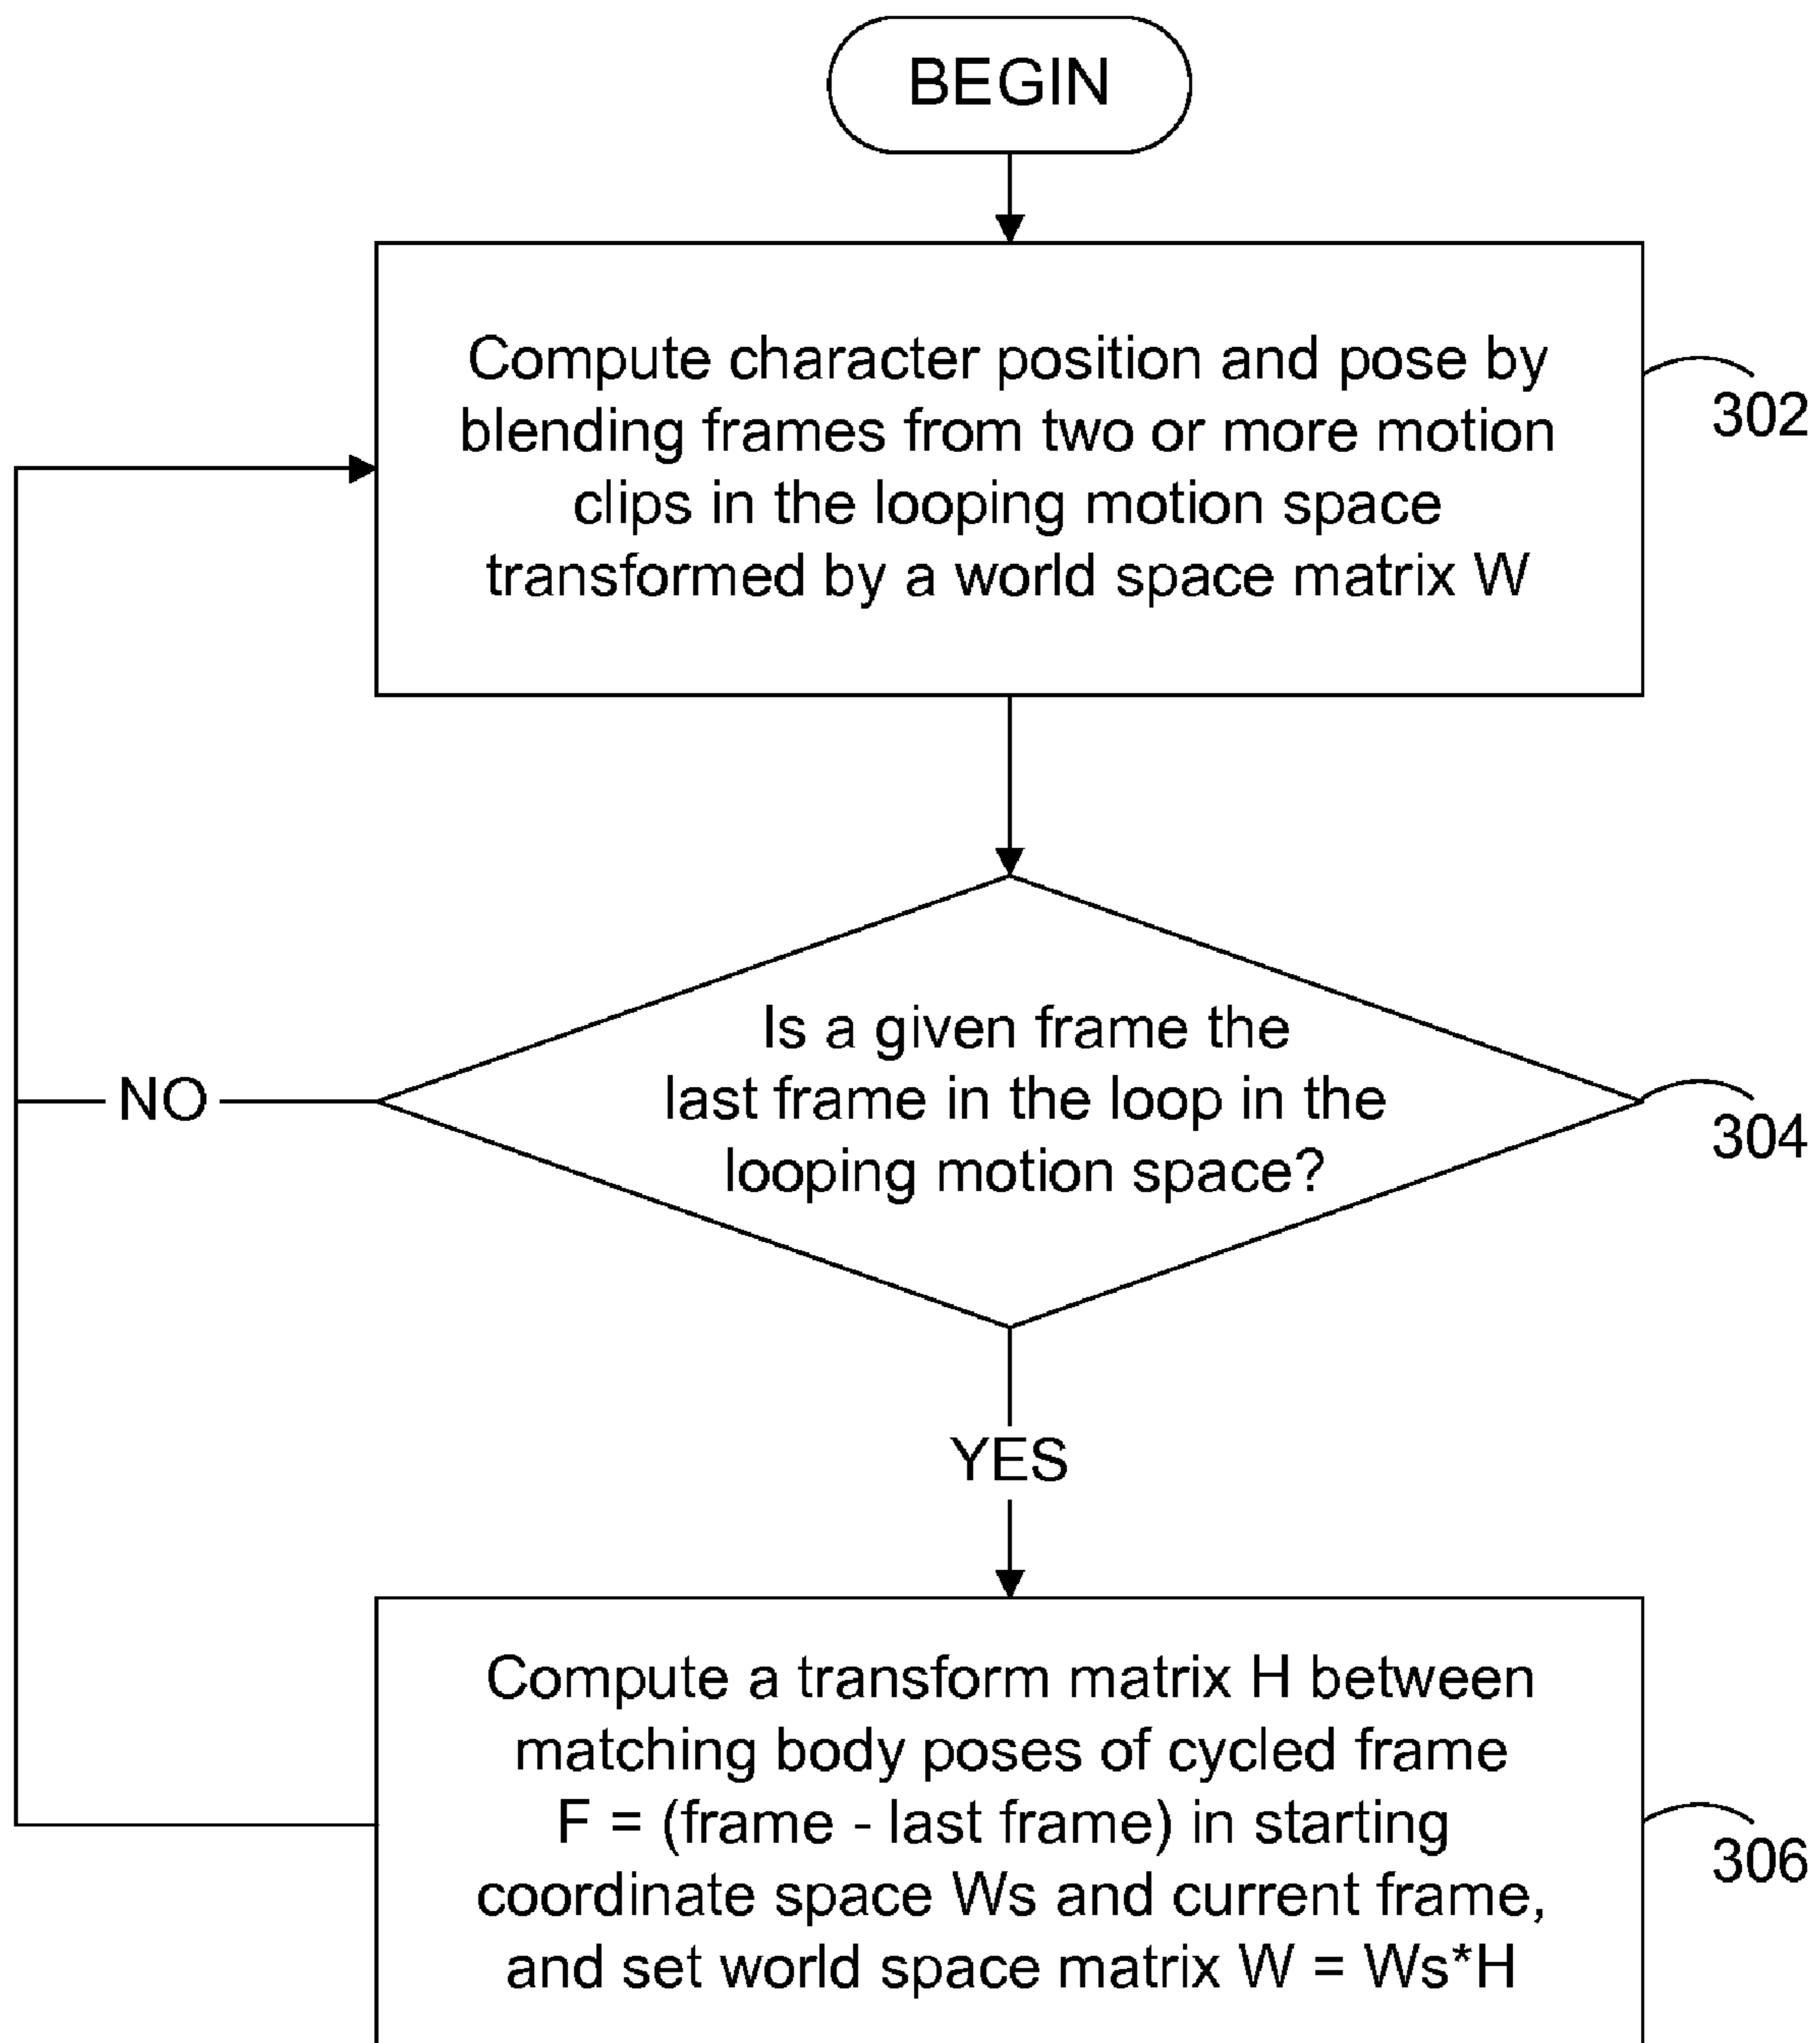 BEGIN
Compute character position and pose by
blending frames from two or more motion
clips in the looping motion space
transformed by a world space matrix W
302
Is a given frame the
last frame in the loop in the
looping motion space?
304
NO
YES
Compute a transform matrix H between
matching body poses of cycled frame
F = (frame - last frame) in starting
coordinate space Ws and current frame,
and set world space matrix W = Ws*H
306